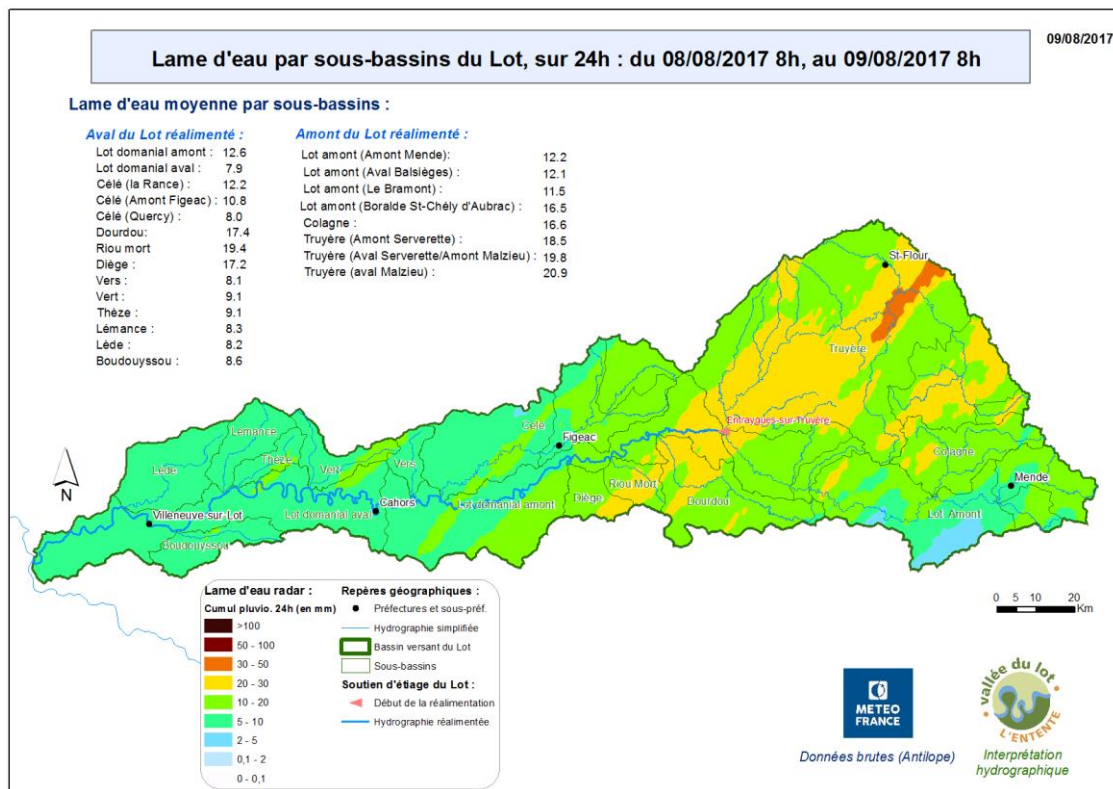 09/08/2017
Lame d'eau par sous-bassins du Lot, sur 24h : du 08/08/2017 8h, au 09/08/2017 8h
Lame d'eau moyenne par sous-bassins :
Aval du Lot réalimenté :
Lot domanial amont : 12.6
Lot domanial aval : 7.9
Célé (la Rance) : 12.2
Célé (Amont Figeac) : 10.8
Célé (Quercy) : 8.0
Dourdou: 17.4
Riou mort 19.4
Diège : 17.2
Vers : 8.1
Vert : 9.1
Thèze : 9.1
Lémance : 8.3
Lède : 8.2
Boudouyssou : 8.6
Amont du Lot réalimenté :
Lot amont (Amont Mende): 12.2
Lot amont (Aval Balsièges) : 12.1
Lot amont (Le Bramont) : 11.5
Lot amont (Boralde St-Chély d'Aubrac) : 16.5
Colagne : 16.6
Truyère (Amont Serverette) : 18.5
Truyère (Aval Serverette/Amont Malzieu) : 19.8
Truyère (aval Malzieu) : 20.9
St-Flour
Truyère
Entraygues-sur-Truyère
Célé
Figeac
Lémance
Thèze
Vert
Vers
Lède
Colagne
Mende
Riou Mort
Diège
Dourdou
Lot domanial amont
Cahors
Lot domanial aval
Villeneuve-sur-Lot
Boudouyssou
Lot Amont
N
Lame d'eau radar :
Cumul pluvio. 24h (en mm)
>100
50 - 100
30 - 50
20 - 30
10 - 20
5 - 10
2 - 5
0,1 - 2
0 - 0,1
Repères géographiques :
Préfectures et sous-préf.
Hydrographie simplifiée
Bassin versant du Lot
Sous-bassins
Soutien d'étiage du Lot :
Début de la réalimentation
Hydrographie réalimentée
0 5 10 20
Km
METEO
FRANCE
Données brutes (Antilope)
vallée du lot
L'ENTENTE
Interprétation
hydrographique